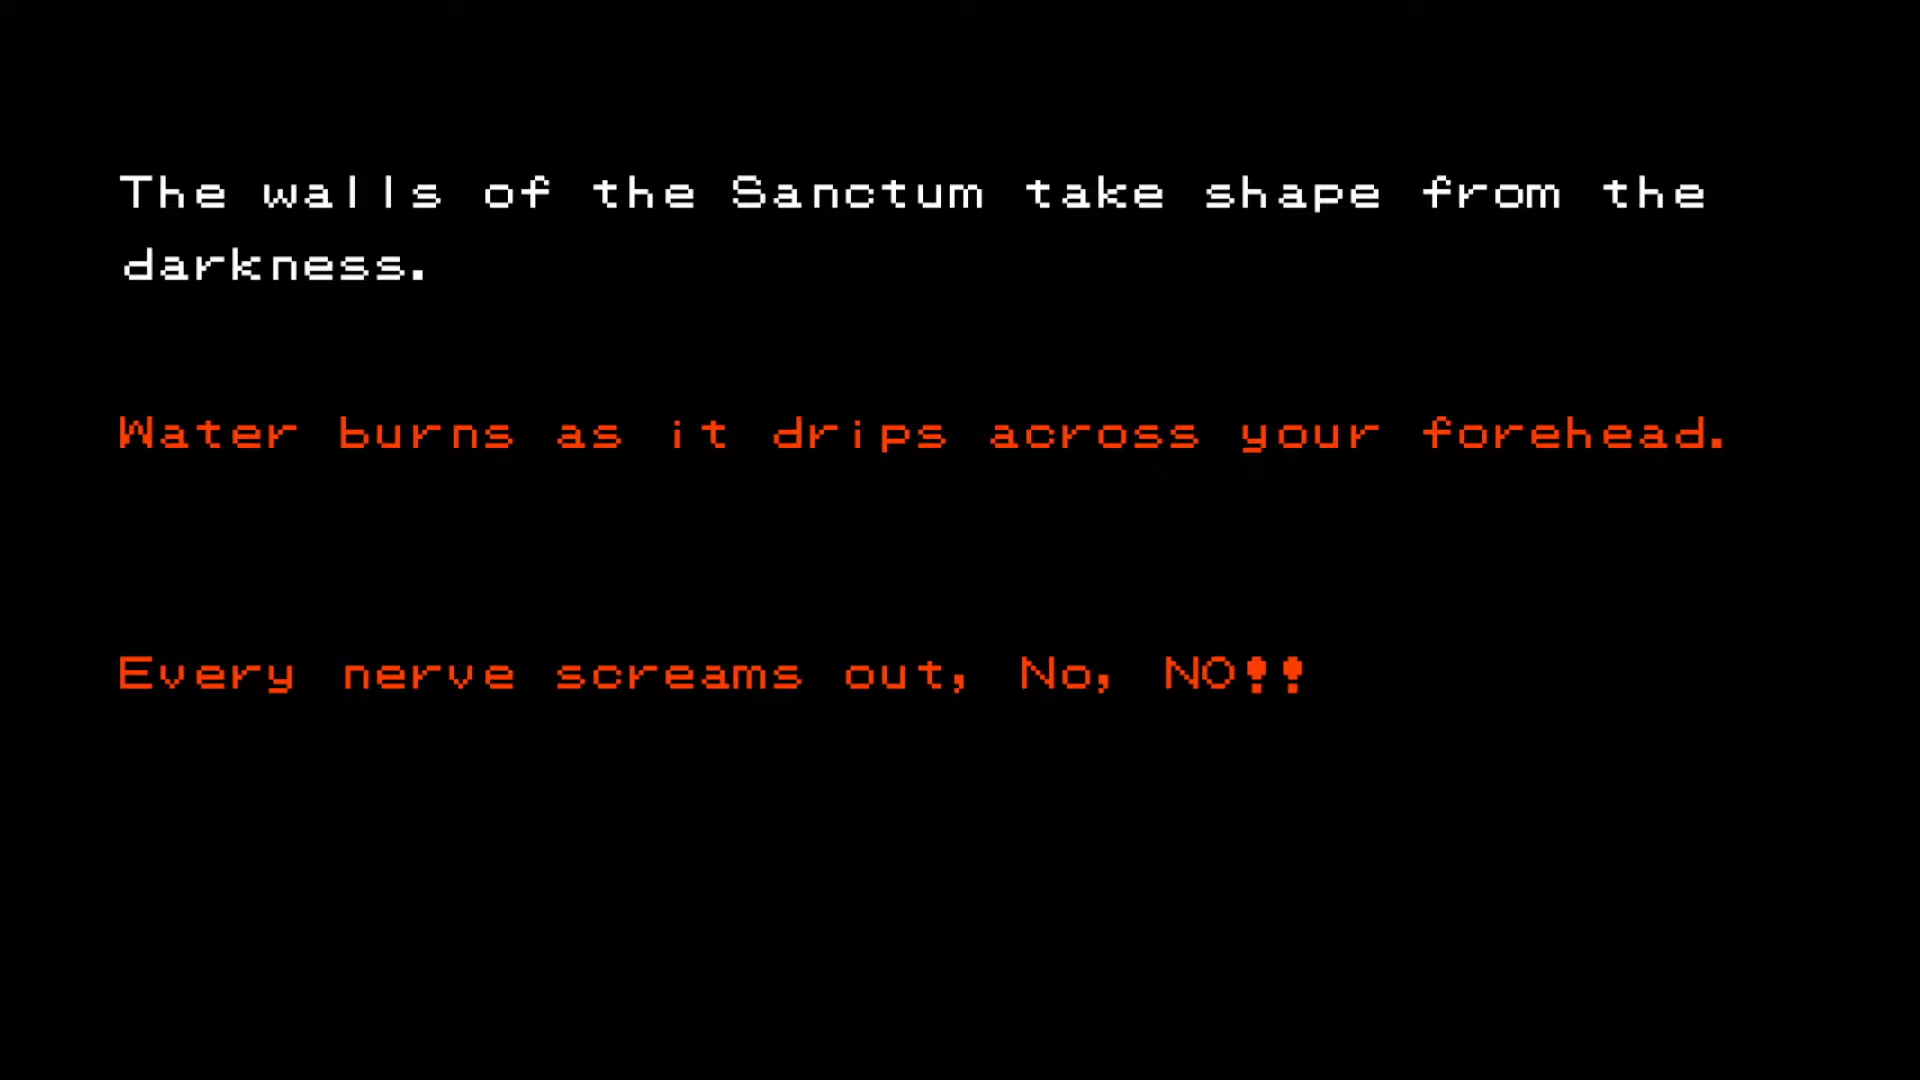 The walls of the Sanctum take shape from the
darkness.
Water burns as it drips across your forehead.
Every nerve screams out, No, NO!!